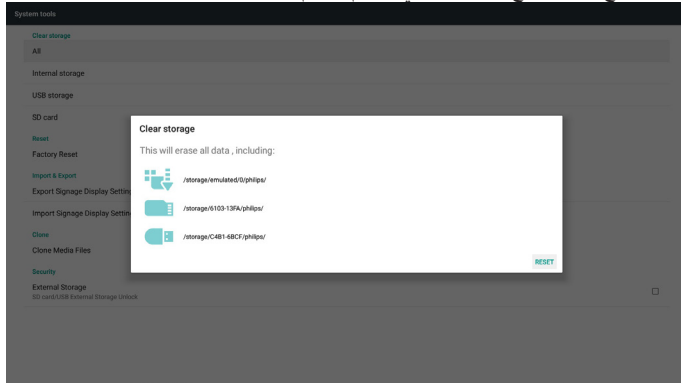 System tools
Clear storage
All
Internal storage
USB storage
SD card
Reset
Factory Reset
Import & Export
Export Signage Display Settin
Import Signage Display Settin
Clone
Clone Media Files
Security
External Storage
SD card/USB External Storage Unlock
Clear storage
This will erase all data , including:
/storage/emulated/0/philips/
/storage/6103-13FA/philips/
/storage/C4B1-6BCF/philips/
RESET